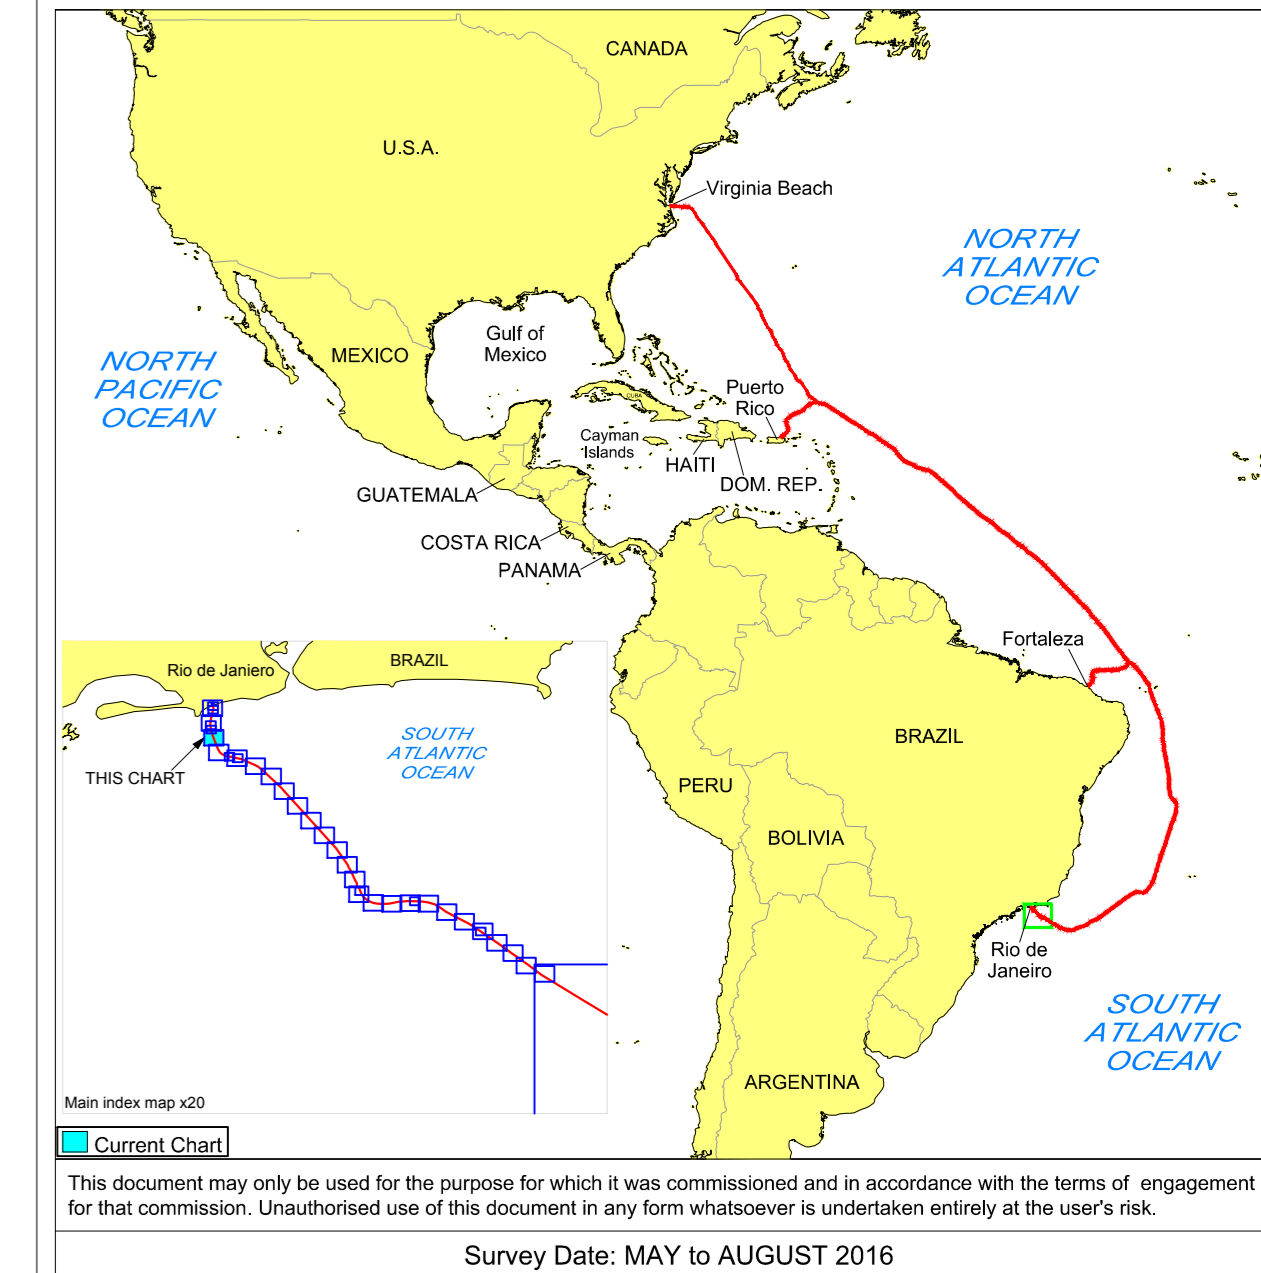 CANADA
U.S.A.
Virginia Beach
NORTH
ATLANTIC
OCEAN
NORTH
PACIFIC
OCEAN
MEXICO
Gulf of
Mexico
CUBA
Puerto
Rico
Cayman
Islands
HAITI
DOM. REP.
GUATEMALA
COSTA RICA
PANAMA
Fortaleza
BRAZIL
PERU
BOLIVIA
Rio de
Janeiro
SOUTH
ATLANTIC
OCEAN
ARGENTINA
Rio de Janiero
BRAZIL
SOUTH
ATLANTIC
OCEAN
THIS CHART
Main index map x20
Current Chart
This document may only be used for the purpose for which it was commissioned and in accordance with the terms of engagement
for that commission. Unauthorised use of this document in any form whatsoever is undertaken entirely at the user's risk.
Survey Date: MAY to AUGUST 2016